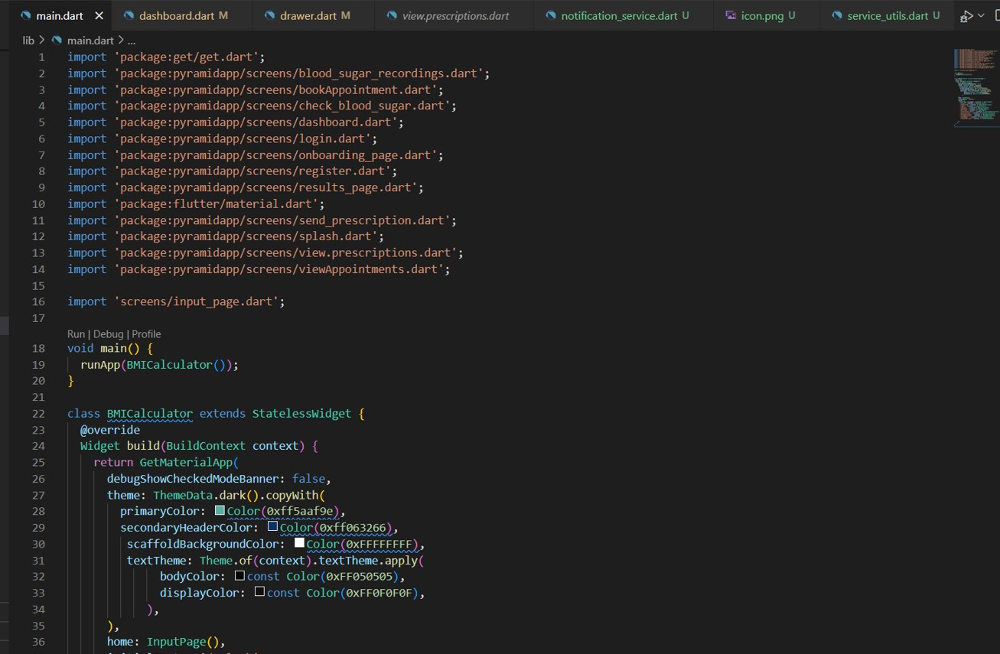 main.dart × dashboard.dart M drawer.dart M view.prescriptions.dart notification_service.dart U icon.png U service_utils.dart U
lib > main.dart > ...
1 import 'package:get/get.dart';
2 import 'package:pyramidapp/screens/blood_sugar_recordings.dart';
3 import 'package:pyramidapp/screens/bookAppointment.dart';
4 import 'package:pyramidapp/screens/check_blood_sugar.dart';
5 import 'package:pyramidapp/screens/dashboard.dart';
6 import 'package:pyramidapp/screens/login.dart';
7 import 'package:pyramidapp/screens/onboarding_page.dart';
8 import 'package:pyramidapp/screens/register.dart';
9 import 'package:pyramidapp/screens/results_page.dart';
10 import 'package:flutter/material.dart';
11 import 'package:pyramidapp/screens/send_prescription.dart';
12 import 'package:pyramidapp/screens/splash.dart';
13 import 'package:pyramidapp/screens/view.prescriptions.dart';
14 import 'package:pyramidapp/screens/viewAppointments.dart';
15
16 import 'screens/input_page.dart';
17
Run | Debug | Profile
18 void main() {
19 runApp(BMICalculator());
20 }
21
22 class BMICalculator extends StatelessWidget {
23 @override
24 Widget build(BuildContext context) {
25 return GetMaterialApp(
26 debugShowCheckedModeBanner: false,
27 theme: ThemeData.dark().copyWith(
28 primaryColor: Color(0xff5aaf9e),
29 secondaryHeaderColor: Color(0xff063266),
30 scaffoldBackgroundColor: Color(0xFFFFFFFF),
31 textTheme: Theme.of(context).textTheme.apply(
32 bodyColor: const Color(0xFF050505),
33 displayColor: const Color(0xFF0F0F0F),
34 ),
35 ),
36 home: InputPage(),